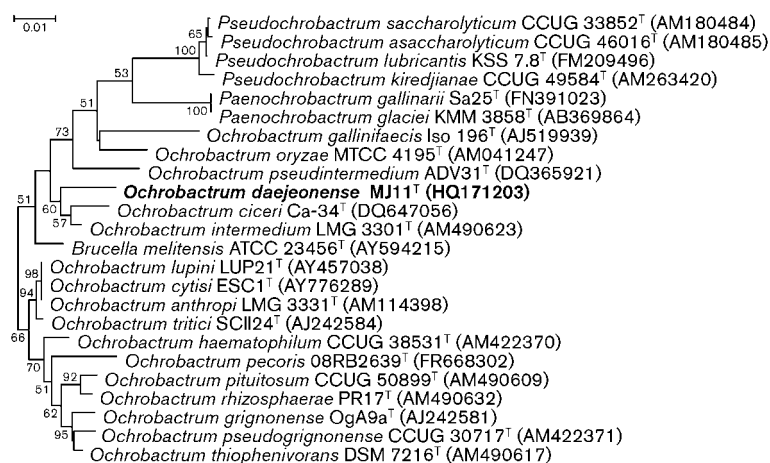 0.01
Pseudochrobactrum saccharolyticum CCUG 33852ᵀ (AM180484)
65
Pseudochrobactrum asaccharolyticum CCUG 46016ᵀ (AM180485)
100
Pseudochrobactrum lubricantis KSS 7.8ᵀ (FM209496)
53
Pseudochrobactrum kiredjianae CCUG 49584ᵀ (AM263420)
Paenochrobactrum gallinarii Sa25ᵀ (FN391023)
100
51
Paenochrobactrum glaciei KMM 3858ᵀ (AB369864)
73
Ochrobactrum gallinifaecis Iso 196ᵀ (AJ519939)
Ochrobactrum oryzae MTCC 4195ᵀ (AM041247)
Ochrobactrum pseudintermedium ADV31ᵀ (DQ365921)
Ochrobactrum daejeonense MJ11ᵀ (HQ171203)
51
60
Ochrobactrum ciceri Ca-34ᵀ (DQ647056)
57
Ochrobactrum intermedium LMG 3301ᵀ (AM490623)
Brucella melitensis ATCC 23456ᵀ (AY594215)
Ochrobactrum lupini LUP21ᵀ (AY457038)
98
Ochrobactrum cytisi ESC1ᵀ (AY776289)
94
Ochrobactrum anthropi LMG 3331ᵀ (AM114398)
Ochrobactrum tritici SCII24ᵀ (AJ242584)
66
Ochrobactrum haematophilum CCUG 38531ᵀ (AM422370)
70
Ochrobactrum pecoris 08RB2639ᵀ (FR668302)
92
Ochrobactrum pituitosum CCUG 50899ᵀ (AM490609)
51
Ochrobactrum rhizosphaerae PR17ᵀ (AM490632)
62
Ochrobactrum grignonense OgA9aᵀ (AJ242581)
95
Ochrobactrum pseudogrignonense CCUG 30717ᵀ (AM422371)
Ochrobactrum thiophenivorans DSM 7216ᵀ (AM490617)